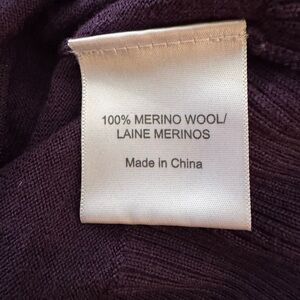 100% MERINO WOOL/
LAINE MERINOS
Made in China